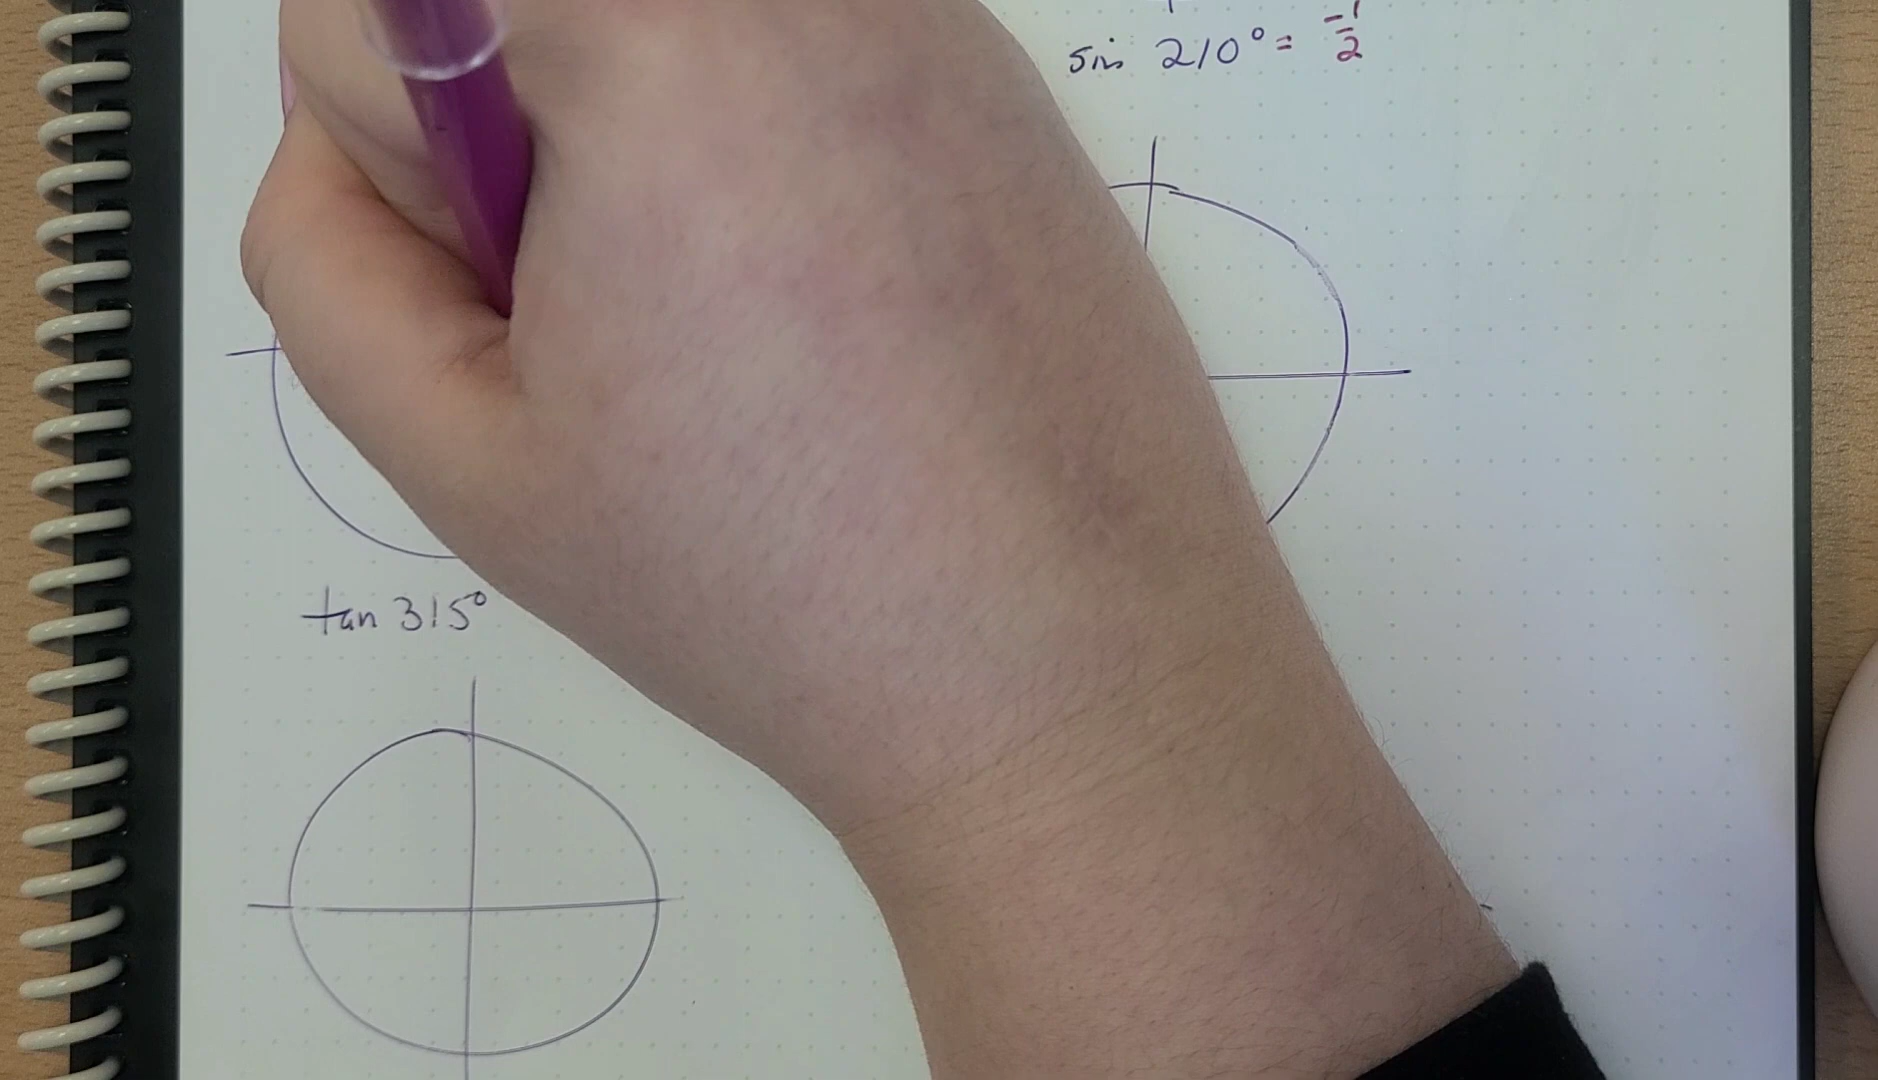 sin 210° = -1/2
tan 315°